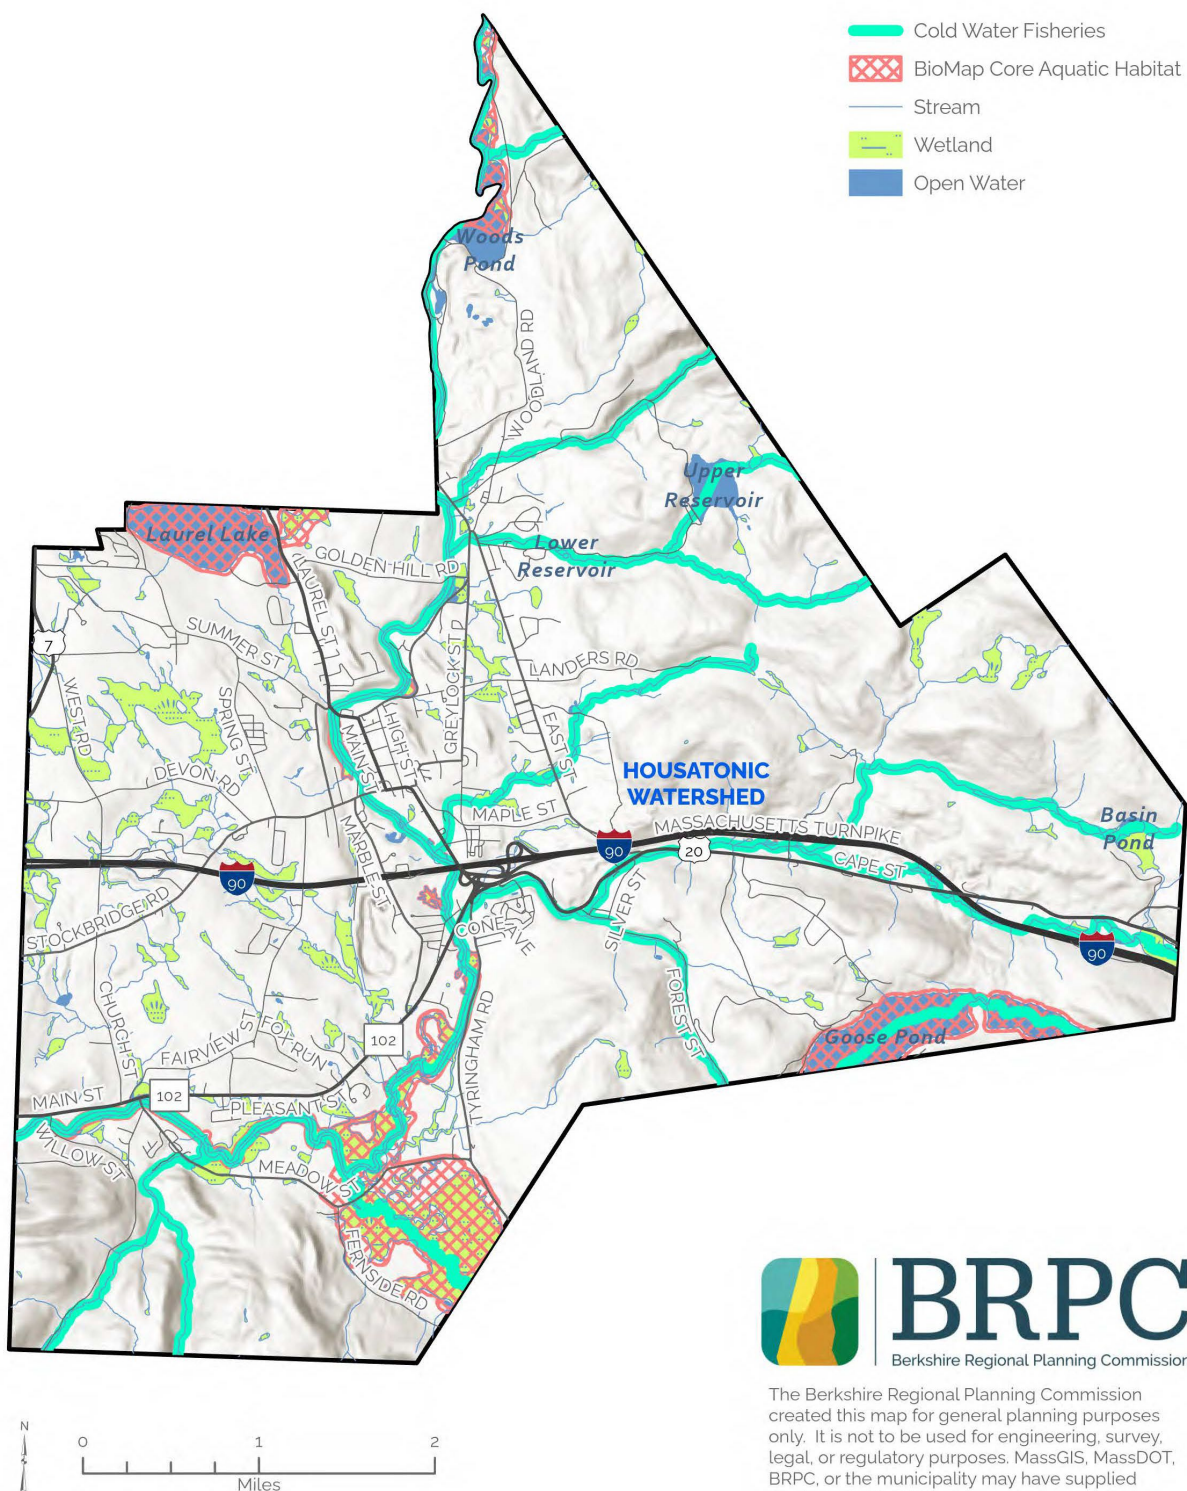 Cold Water Fisheries
BioMap Core Aquatic Habitat
Stream
Wetland
Open Water
Woods
Pond
WOODLAND RD
Upper
Reservoir
Lower
Reservoir
Laurel Lake
GOLDEN HILL RD
LAUREL ST
7
SUMMER ST
WEST RD
SPRING ST
DEVON RD
MAIN ST
HIGH ST
GREYLOCK ST
LANDERS RD
EAST ST
MAPLE ST
HOUSATONIC
WATERSHED
MASSACHUSETTS TURNPIKE
Basin
Pond
90
20
CAPE ST
90
MARBLE ST
STOCKBRIDGE RD
CONE
AVE
SILVER ST
90
FOREST ST
Goose Pond
CHURCH ST
FAIRVIEW ST
FOX RUN
102
TYRINGHAM RD
MAIN ST
102
PLEASANT ST
WILLOW ST
MEADOW ST
FERNSIDE RD
BRPC
Berkshire Regional Planning Commission
The Berkshire Regional Planning Commission
created this map for general planning purposes
only. It is not to be used for engineering, survey,
legal, or regulatory purposes. MassGIS, MassDOT,
BRPC, or the municipality may have supplied
N
0 1 2
Miles